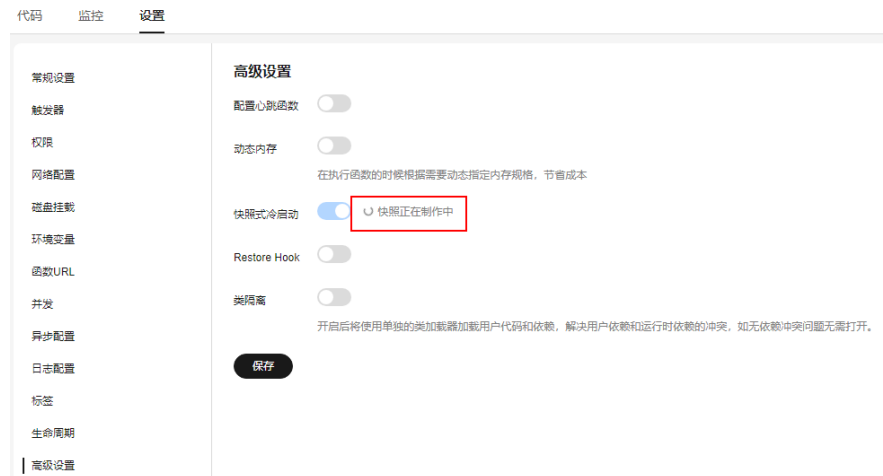 代码 监控 设置
常规设置
触发器
权限
网络配置
磁盘挂载
环境变量
函数URL
并发
异步配置
日志配置
标签
生命周期
高级设置
高级设置
配置心跳函数
动态内存
在执行函数的时候根据需要动态指定内存规格，节省成本
快照式冷启动 快照正在制作中
Restore Hook
类隔离
开启后将使用单独的类加载器加载用户代码和依赖，解决用户依赖和运行时依赖的冲突，如无依赖冲突问题无需打开。
保存